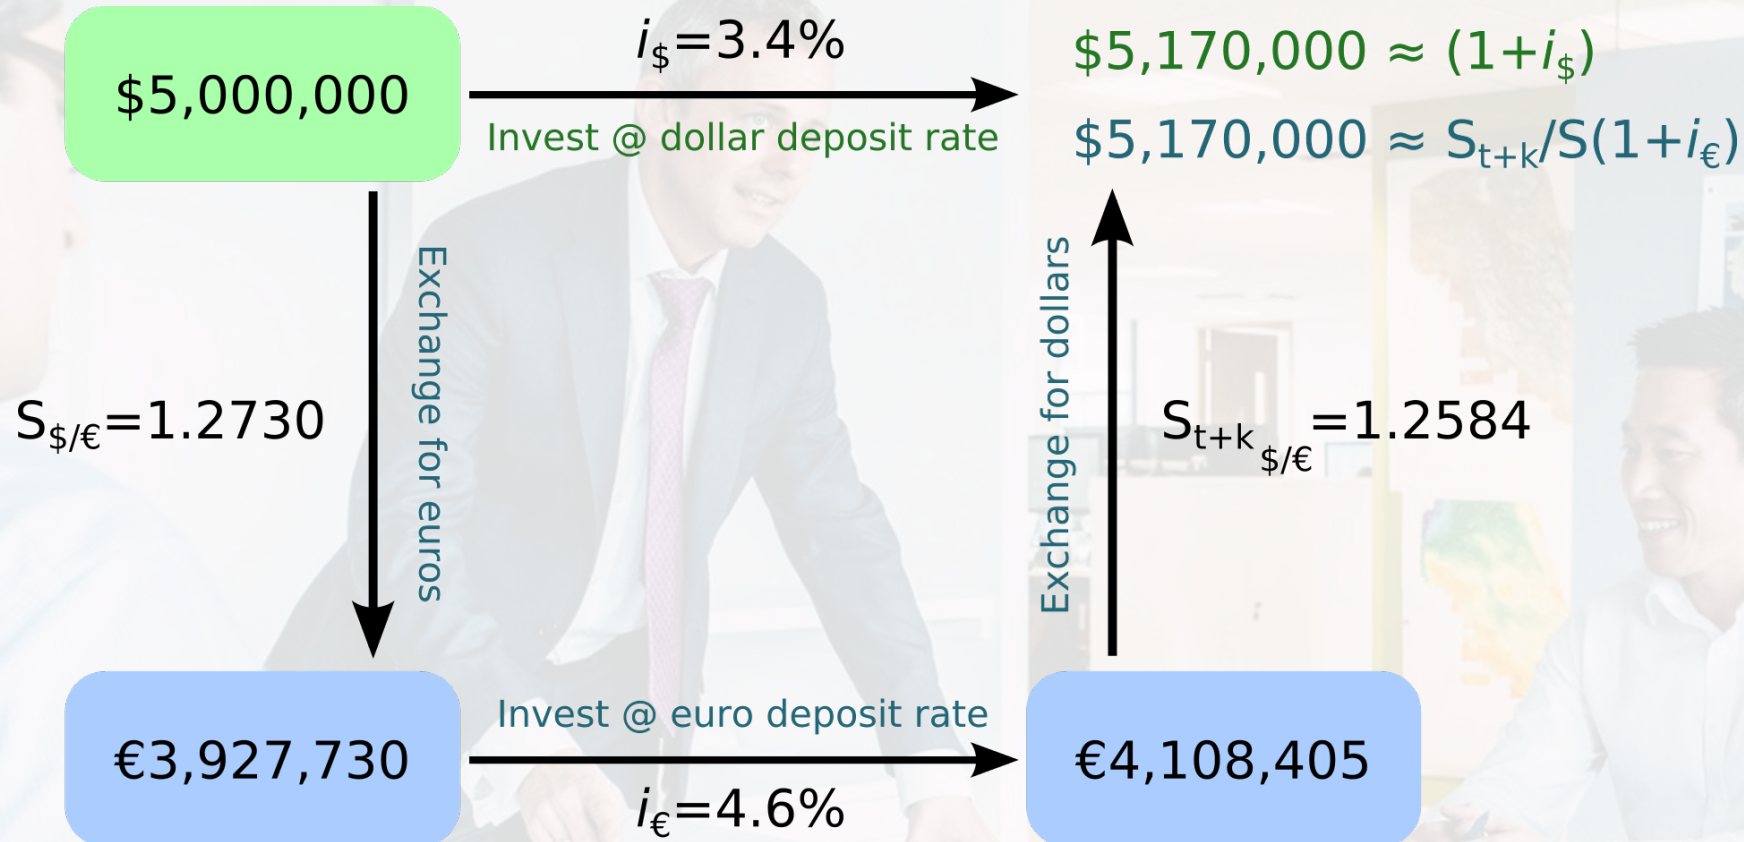 $5,000,000
i$=3.4%
Invest @ dollar deposit rate
$5,170,000 ≈ (1+i$)
$5,170,000 ≈ St+k/S(1+i€)
S$/€=1.2730
Exchange for euros
Exchange for dollars
St+k $/€=1.2584
€3,927,730
Invest @ euro deposit rate
i€=4.6%
€4,108,405